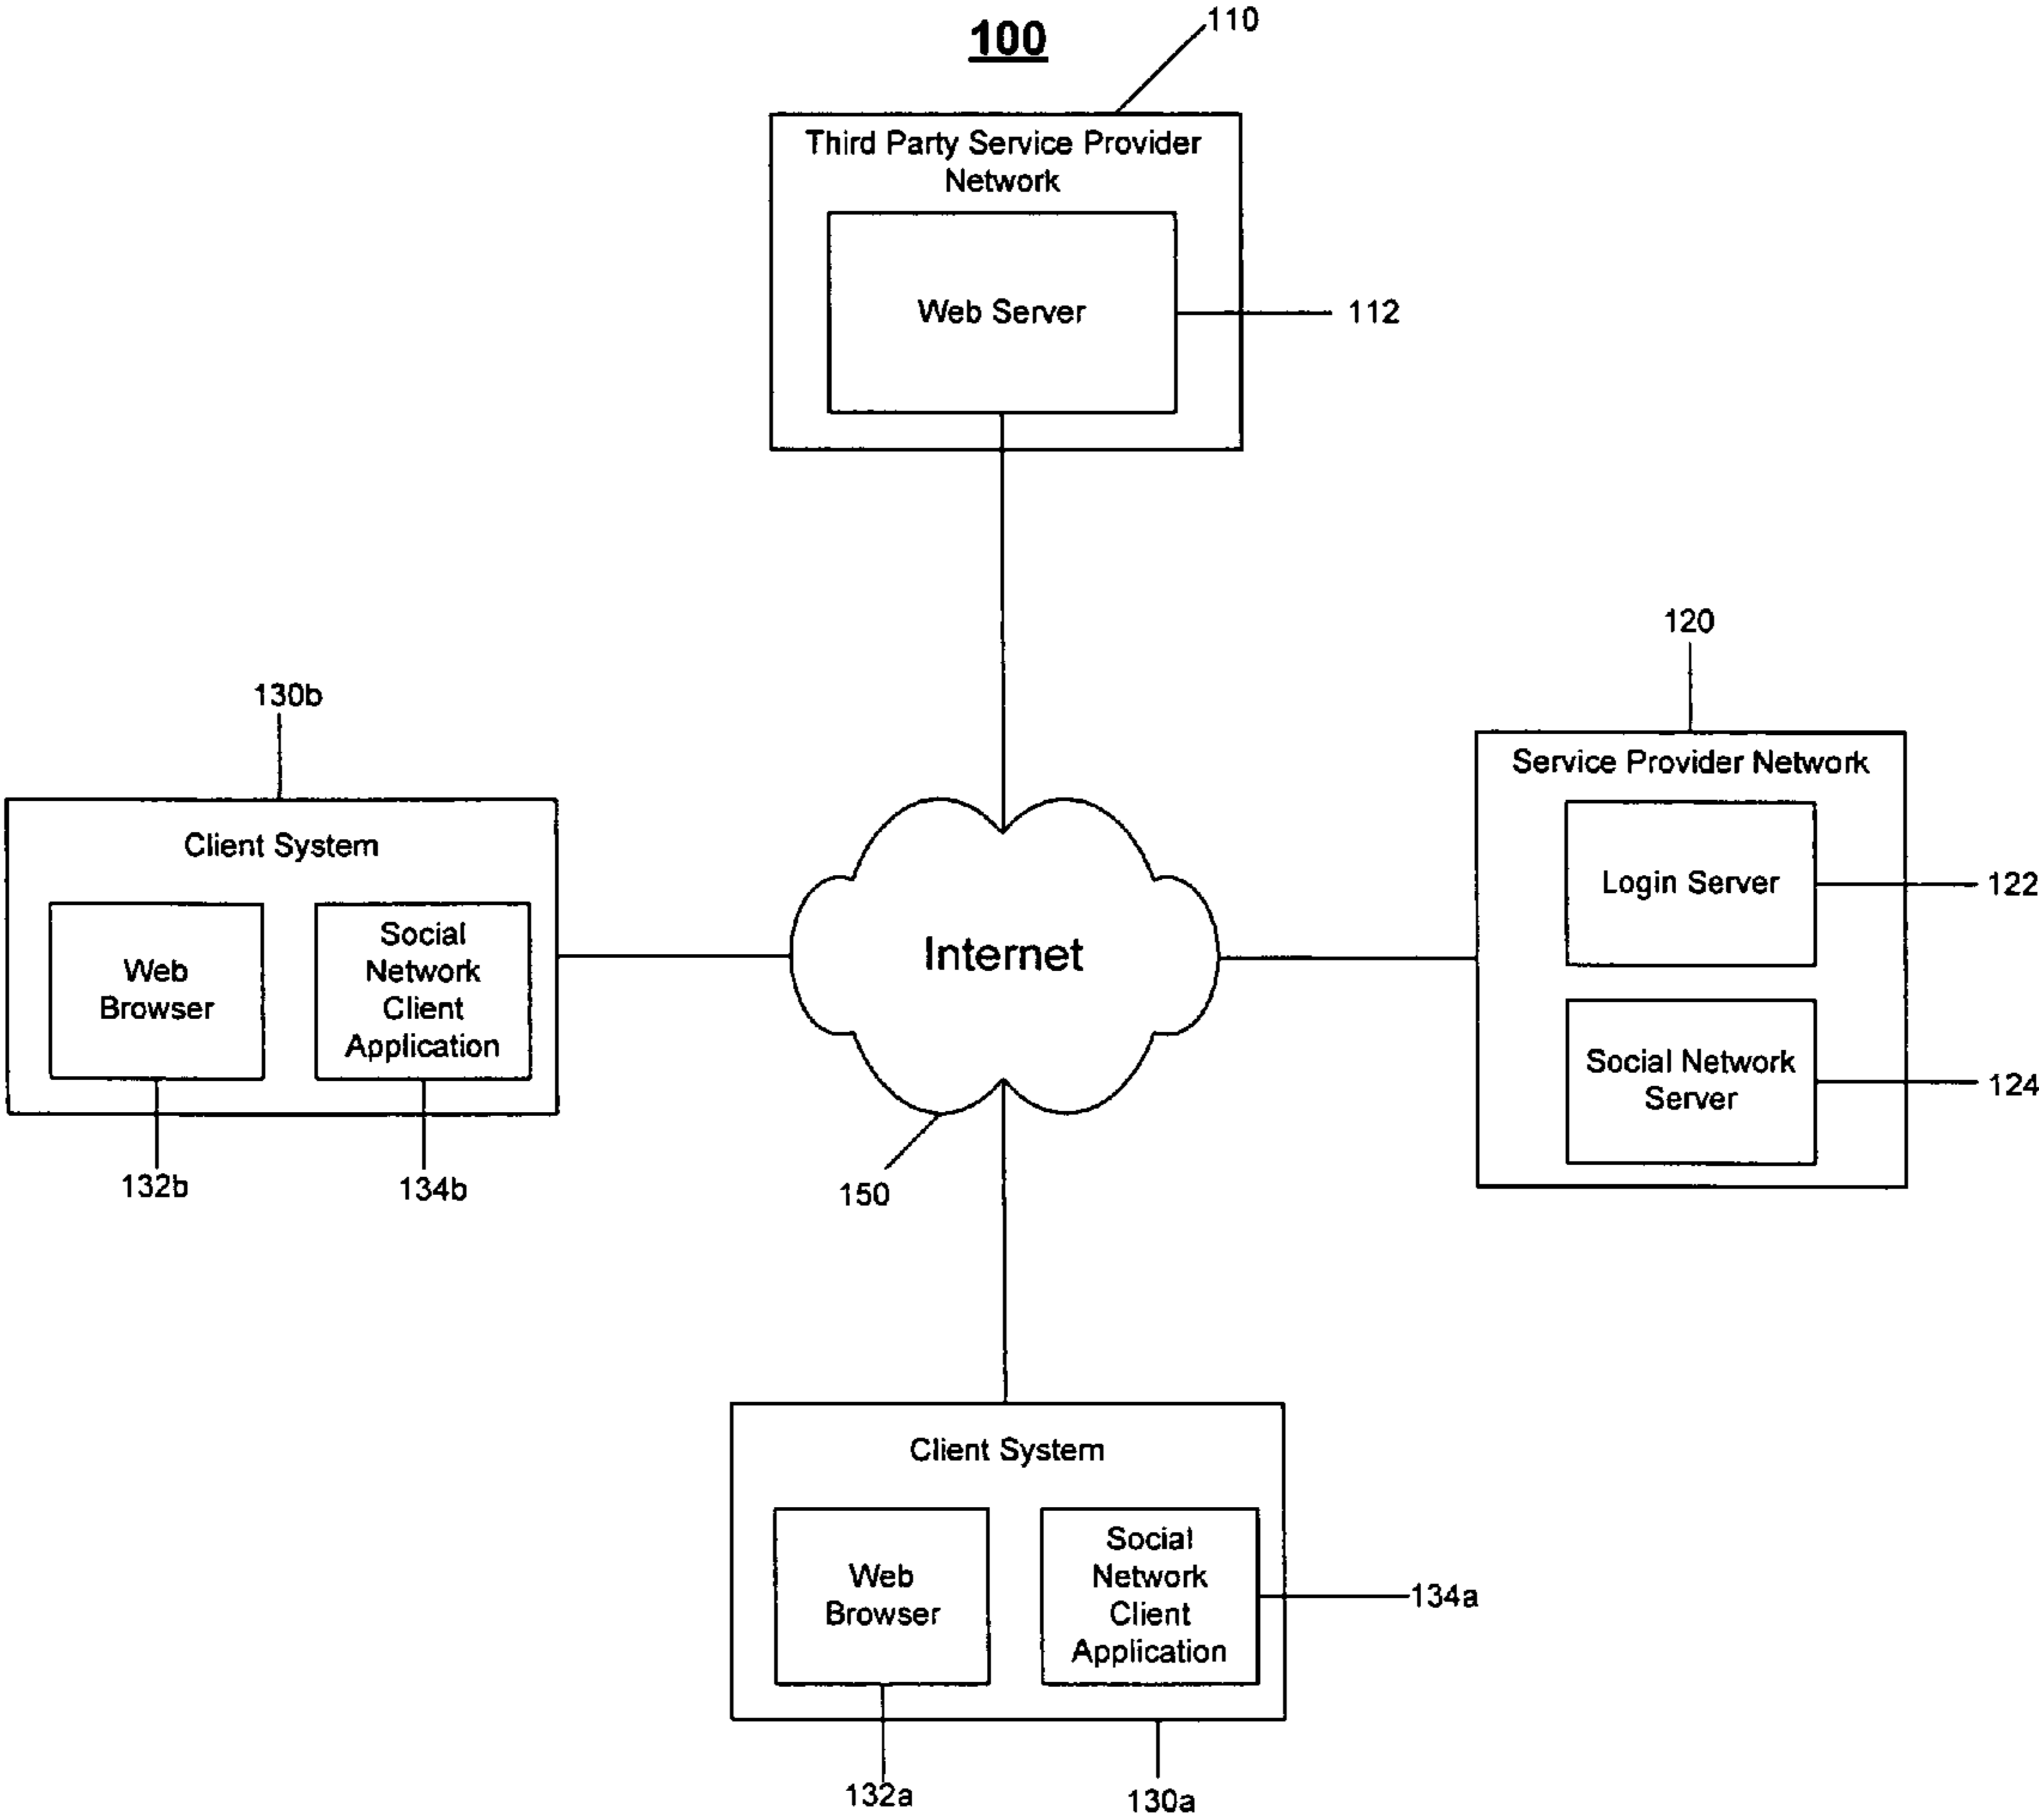 100
110
Third Party Service Provider
Network
Web Server
112
120
Service Provider Network
Login Server
122
Social Network
Server
124
130b
Client System
Web
Browser
Social
Network
Client
Application
132b
134b
Internet
150
Client System
Web
Browser
Social
Network
Client
Application
134a
132a
130a